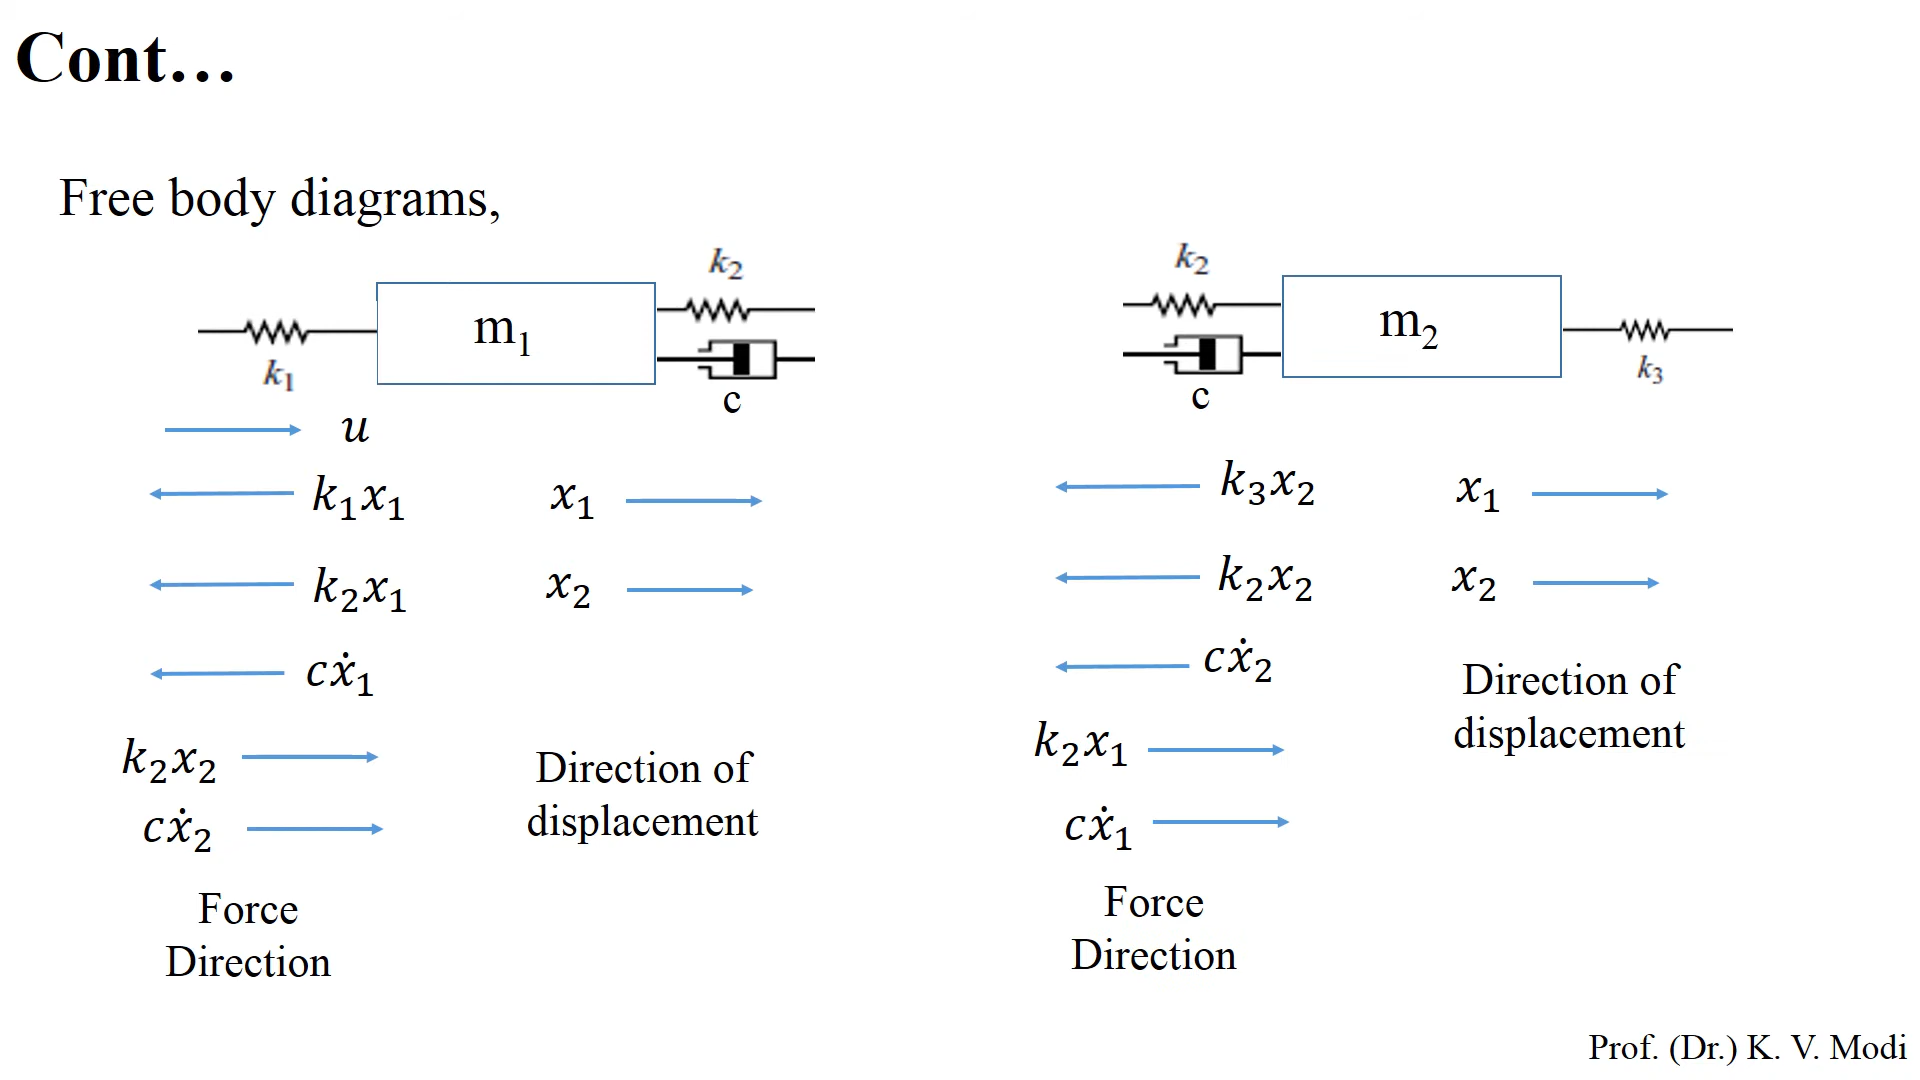 Cont…
Free body diagrams,
k₂
m₁
k₁
c
u
k₁x₁
x₁
k₂x₁
x₂
cẋ₁
k₂x₂
cẋ₂
Direction of
displacement
Force
Direction
k₂
m₂
k₃
c
k₃x₂
x₁
k₂x₂
x₂
cẋ₂
Direction of
displacement
k₂x₁
cẋ₁
Force
Direction
Prof. (Dr.) K. V. Modi